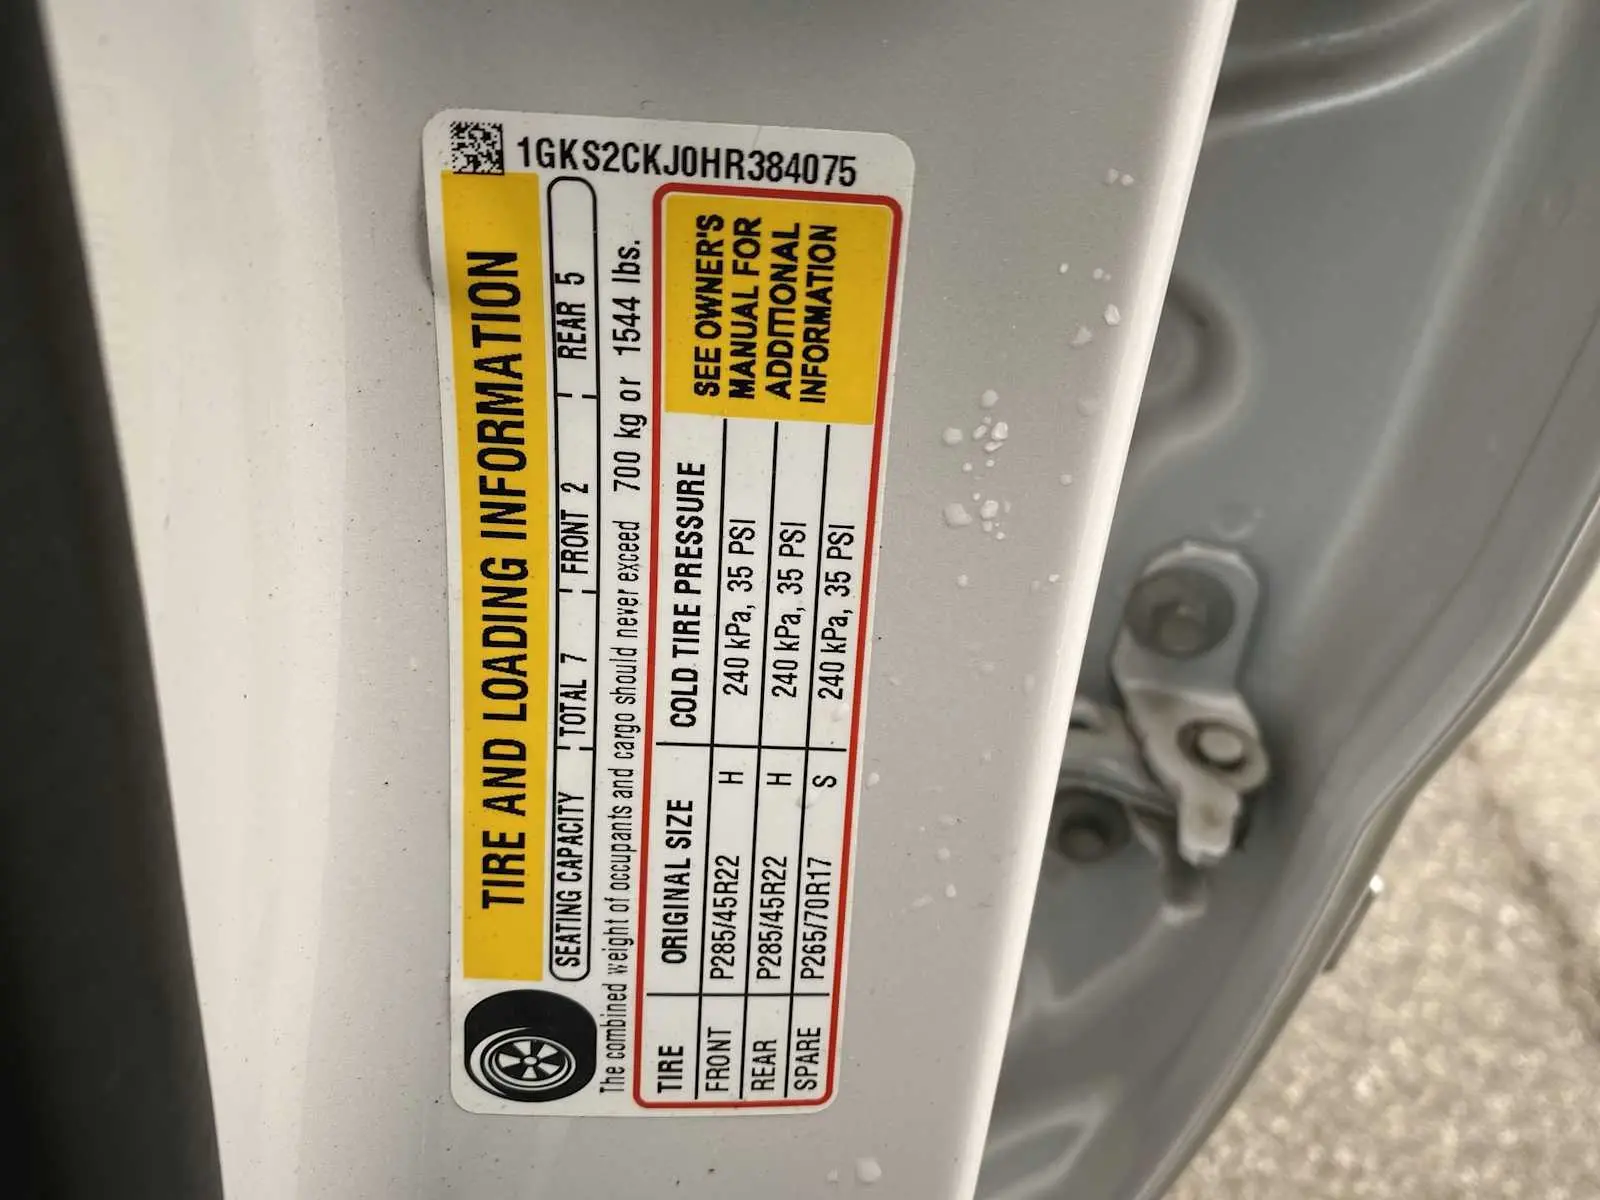 1GKS2CKJ0HR384075
TIRE AND LOADING INFORMATION
SEATING CAPACITY TOTAL 7 FRONT 2 REAR 5
The combined weight of occupants and cargo should never exceed 700 kg or 1544 lbs.
TIRE ORIGINAL SIZE COLD TIRE PRESSURE
FRONT P285/45R22 H 240 kPa, 35 PSI
REAR P285/45R22 H 240 kPa, 35 PSI
SPARE P265/70R17 S 240 kPa, 35 PSI
SEE OWNER'S
MANUAL FOR
ADDITIONAL
INFORMATION